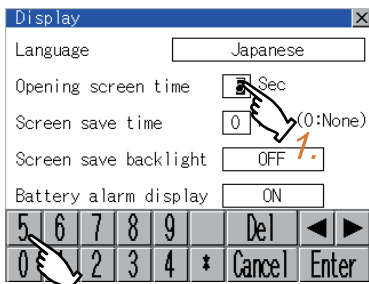 Display ×
Language Japanese
Opening screen time Sec
Screen save time 0 (0:None)
Screen save backlight OFF
1.
Battery alarm display ON
5 6 7 8 9 Del ◀ ▶
0 2 3 4 * Cancel Enter